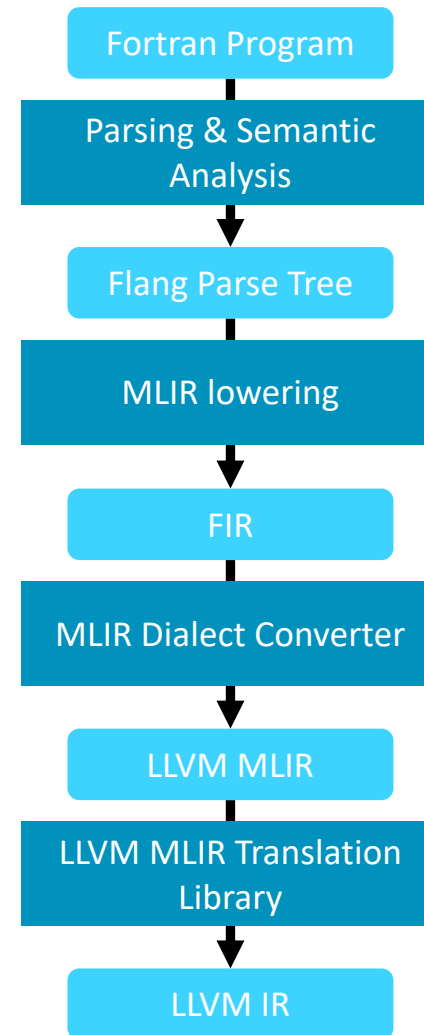 Fortran Program
Parsing & Semantic
Analysis
Flang Parse Tree
MLIR lowering
FIR
MLIR Dialect Converter
LLVM MLIR
LLVM MLIR Translation
Library
LLVM IR